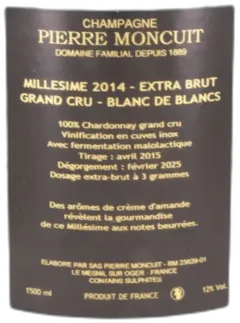 CHAMPAGNE
PIERRE MONCUIT
DOMAINE FAMILIAL DEPUIS 1889
MILLESIME 2014 - EXTRA BRUT
GRAND CRU - BLANC DE BLANCS
100% Chardonnay grand cru
Vinification en cuves inox
Avec fermentation malolactique
Tirage : avril 2015
Dégorgement : février 2025
Dosage extra-brut à 3 grammes
Des arômes de crème d'amande
révèlent la gourmandise
de ce Millésime aux notes beurrées.
ELABORE PAR SAS PIERRE MONCUIT - RM 23639-01
LE MESNIL SUR OGER - FRANCE
CONTAINS SULPHITES
1500 ml
PRODUIT DE FRANCE
12% Vol.